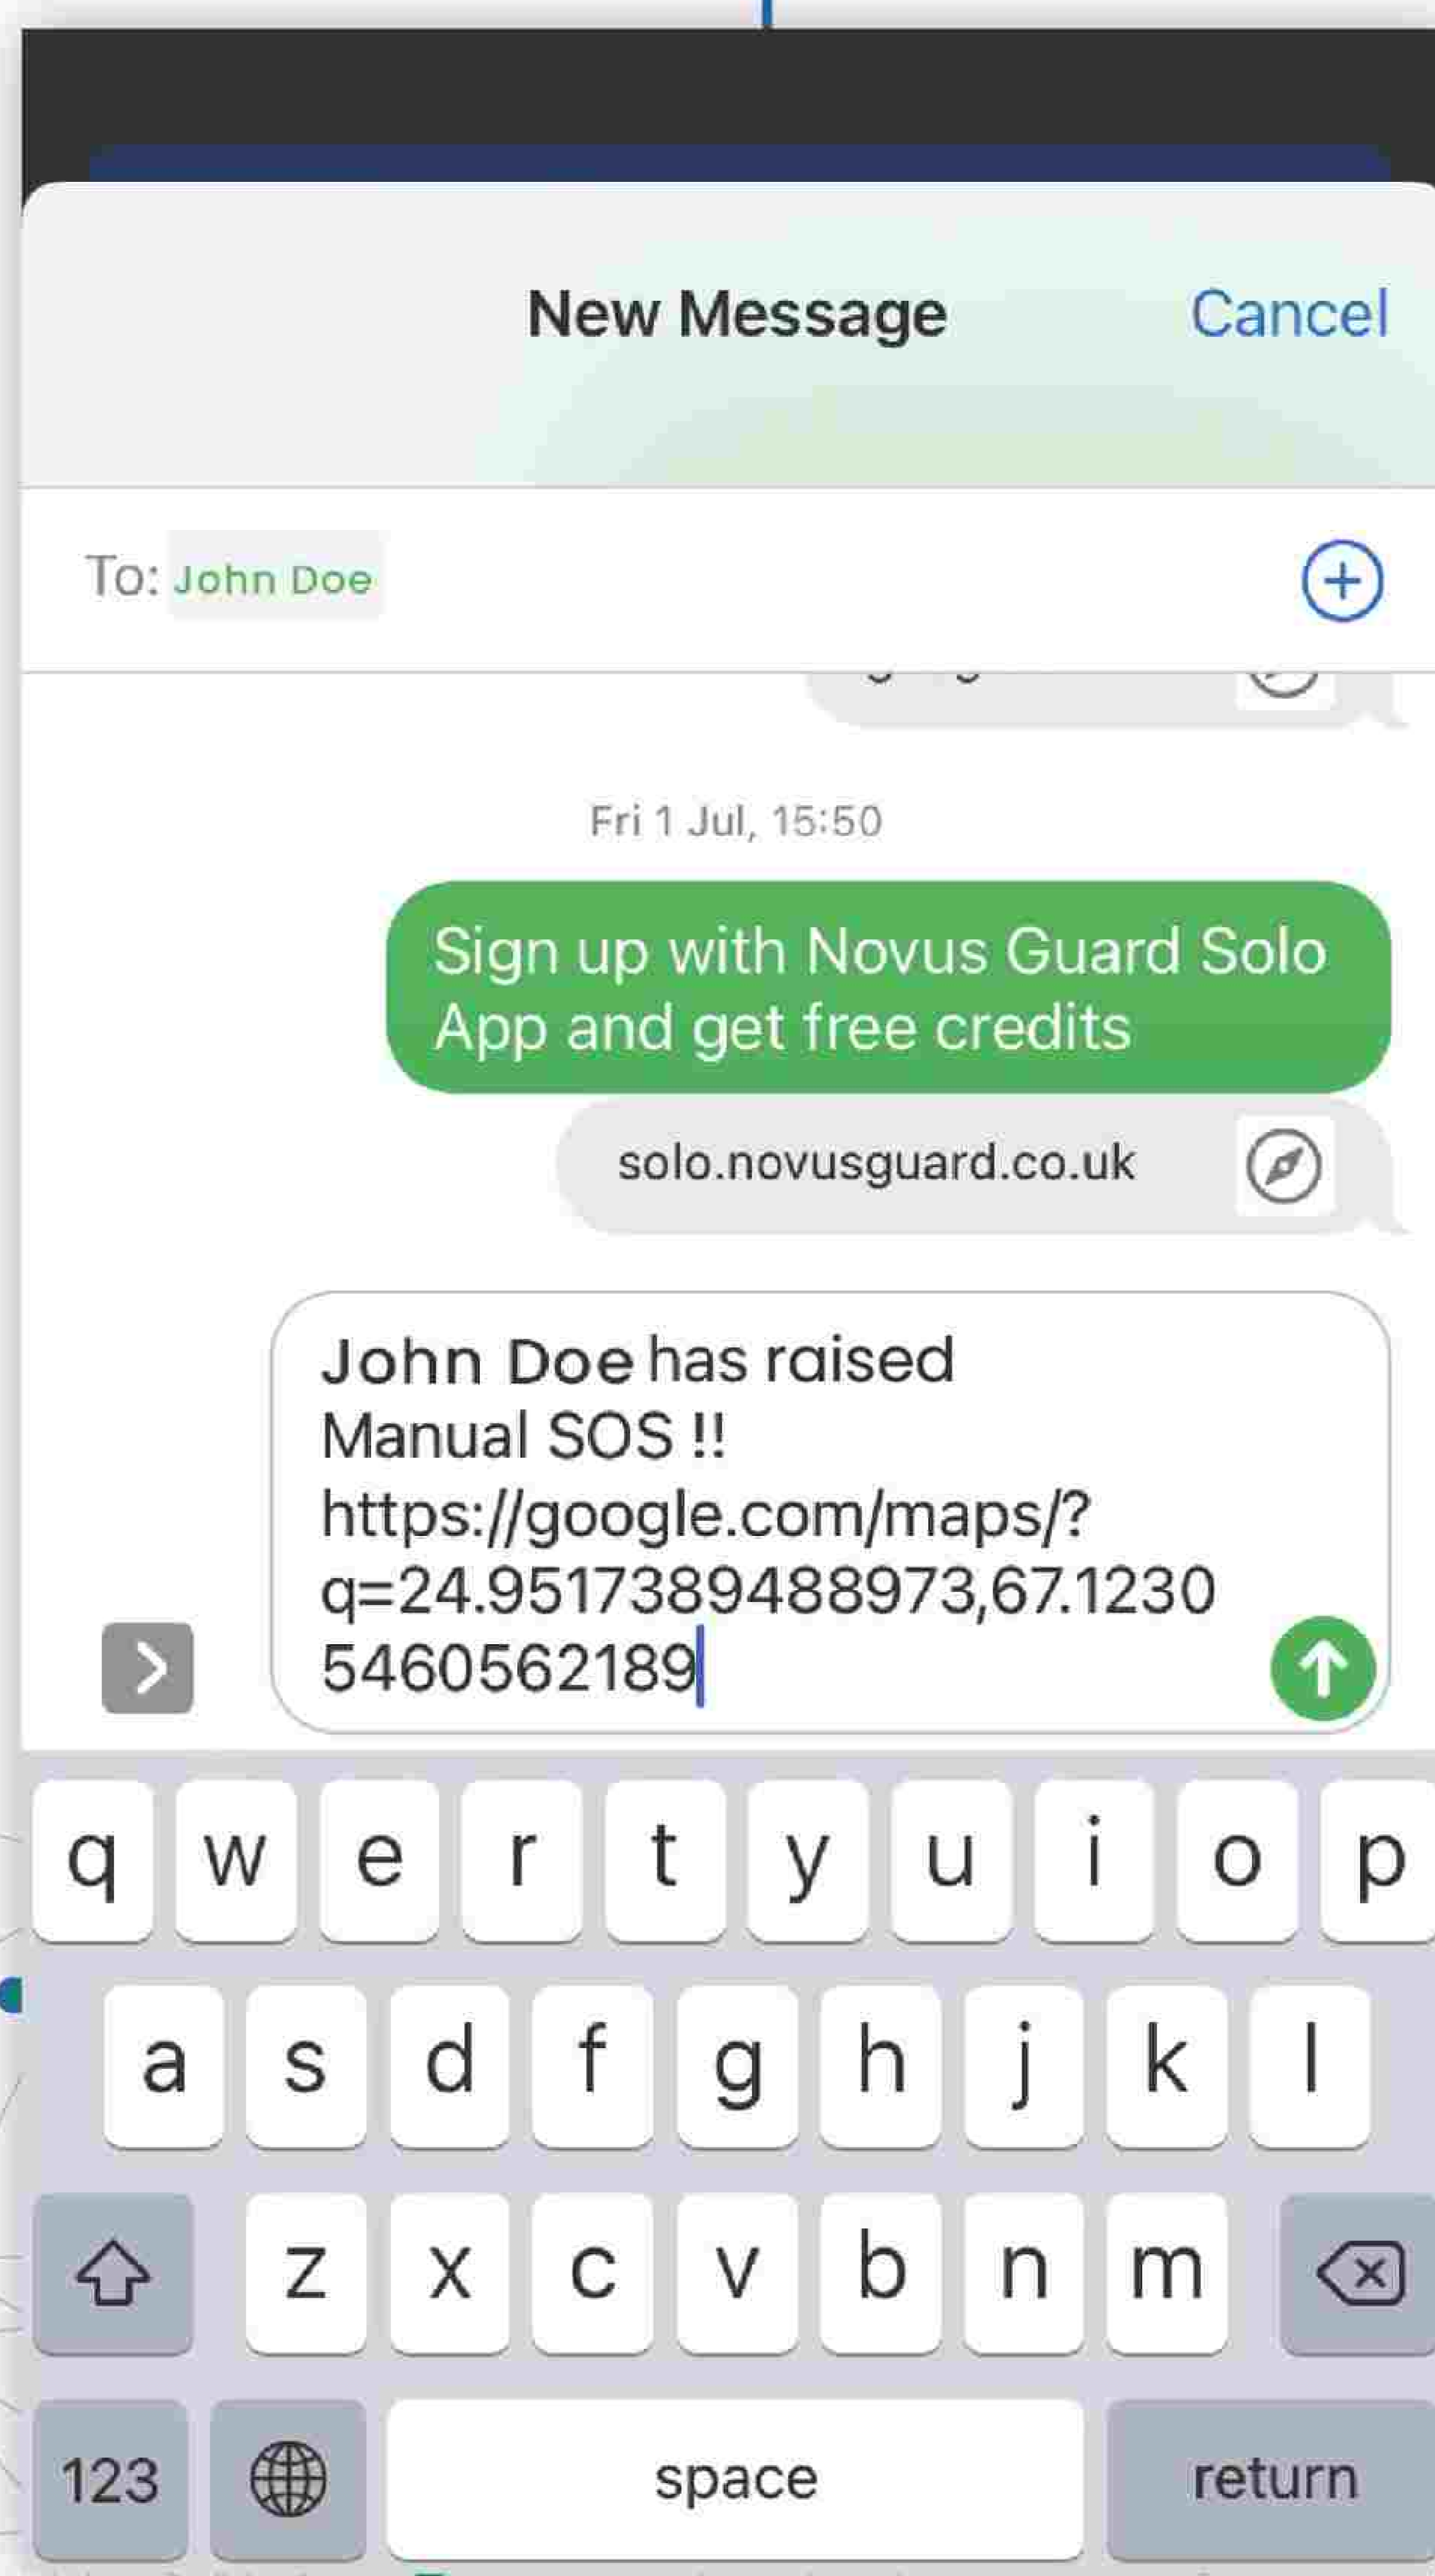 New Message
Cancel
To: John Doe
Fri 1 Jul, 15:50
Sign up with Novus Guard Solo
App and get free credits
solo.novusguard.co.uk
John Doe has raised
Manual SOS !!
https://google.com/maps/?
q=24.9517389488973,67.1230
5460562189
q w e r t y u i o p
a s d f g h j k l
z x c v b n m
123 space return